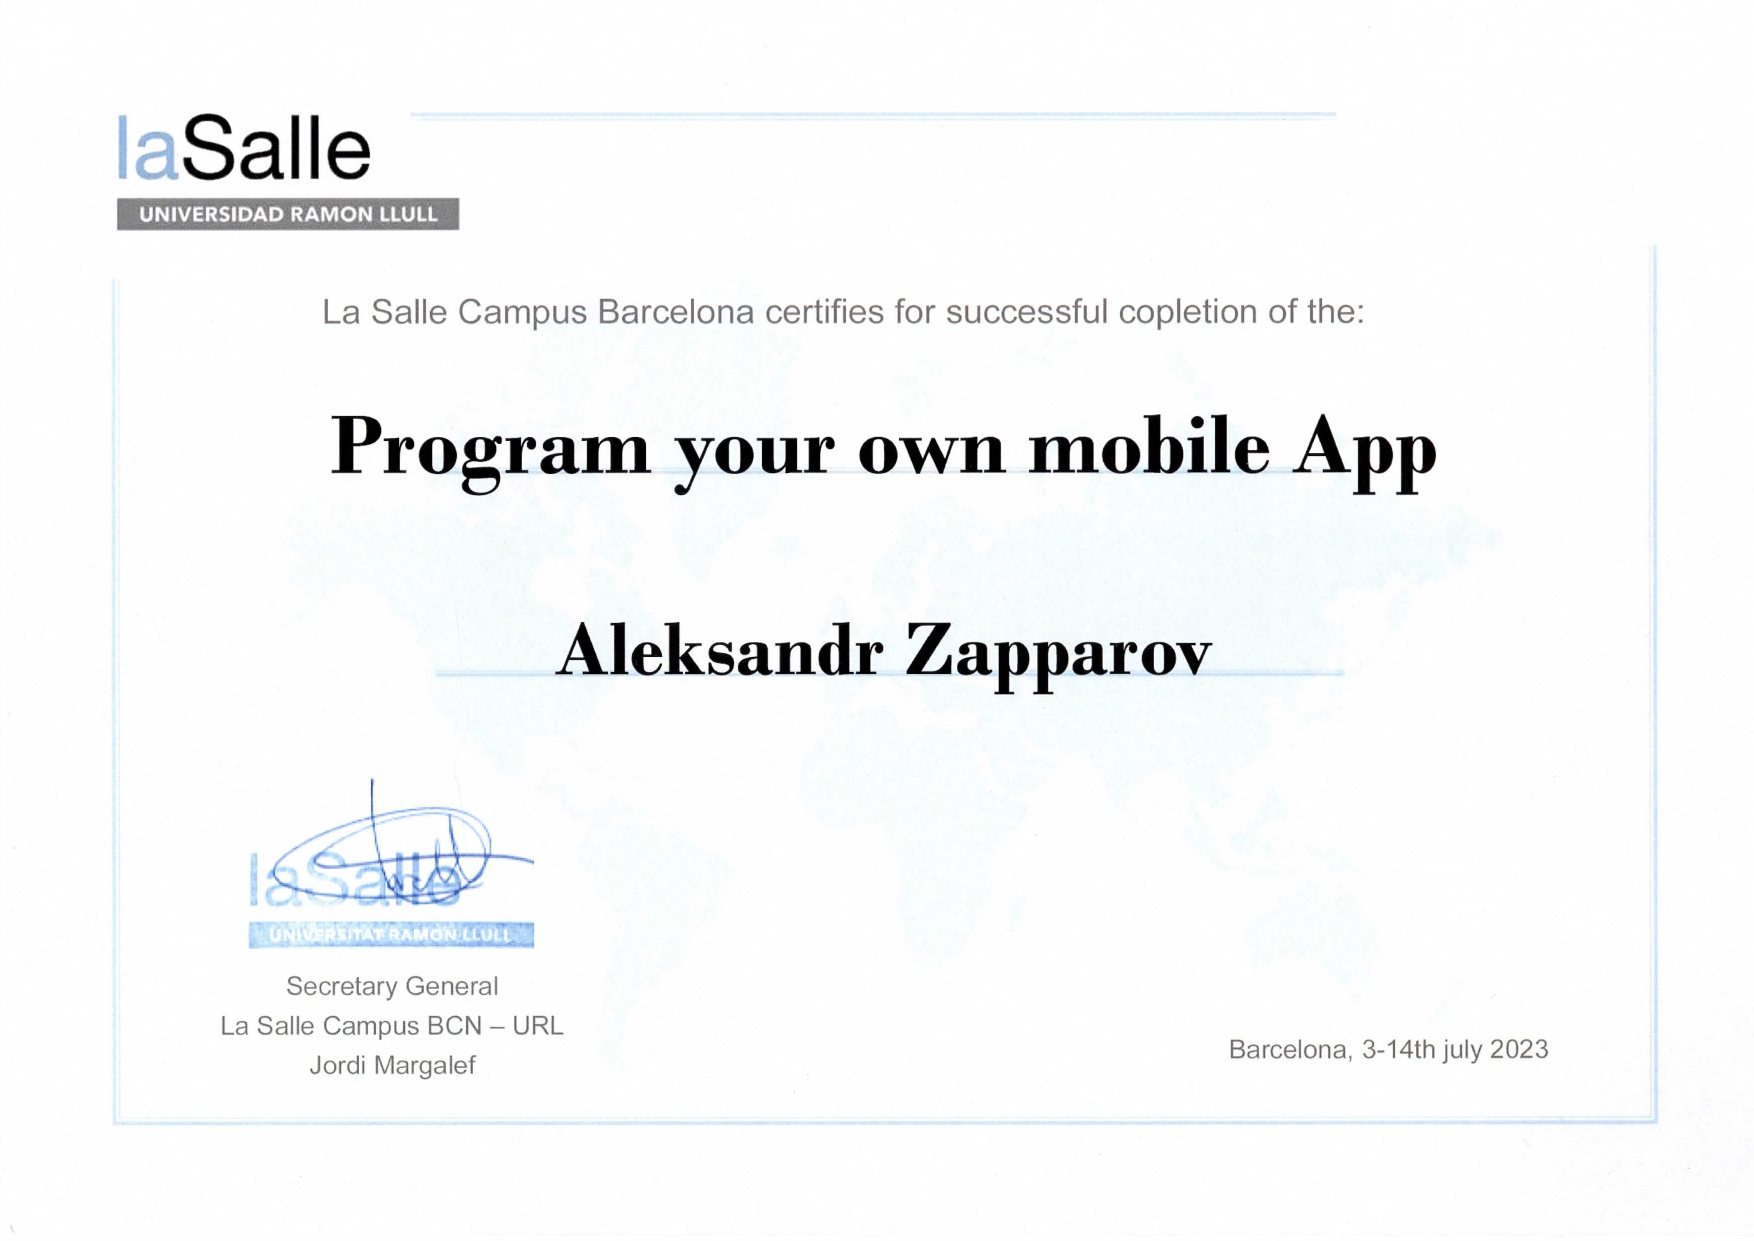 laSalle
UNIVERSIDAD RAMON LLULL
La Salle Campus Barcelona certifies for successful copletion of the:
Program your own mobile App
Aleksandr Zapparov
laSalle
UNIVERSITAT RAMON LLULL
Secretary General
La Salle Campus BCN – URL
Jordi Margalef
Barcelona, 3-14th july 2023